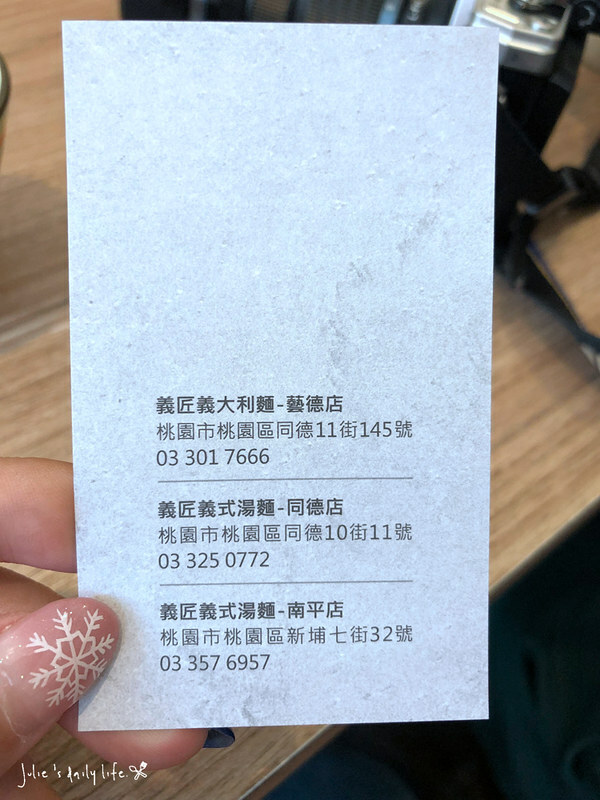 義匠義大利麵-藝德店
桃園市桃園區同德11街145號
03 301 7666
義匠義式湯麵-同德店
桃園市桃園區同德10街11號
03 325 0772
義匠義式湯麵-南平店
桃園市桃園區新埔七街32號
03 357 6957
Julie's daily life.